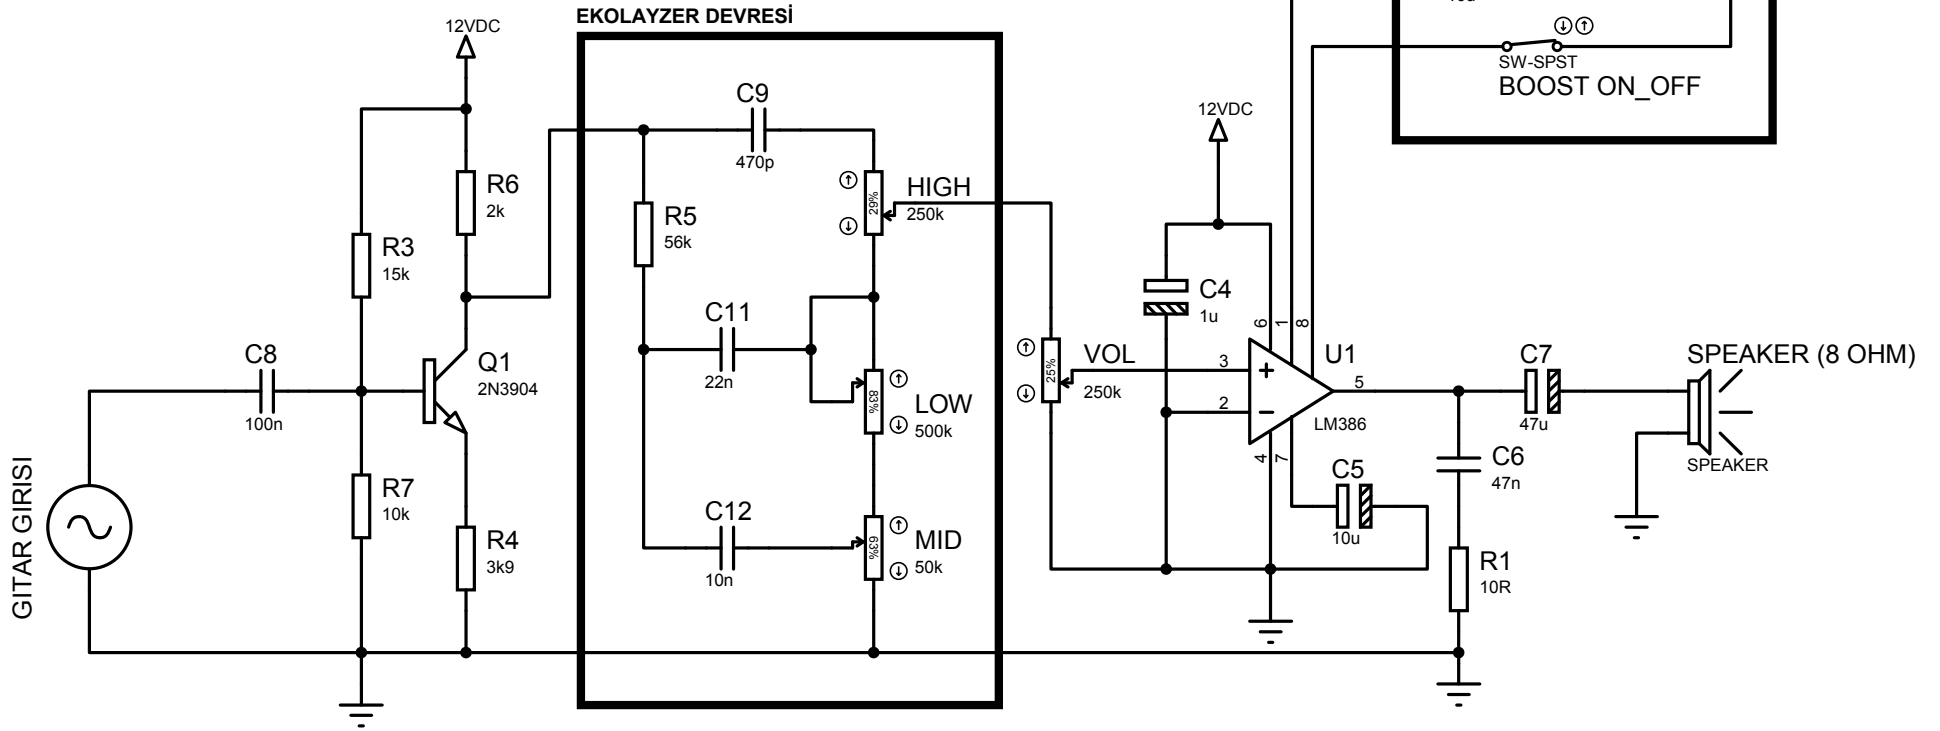 EKOLAYZER DEVRESİ
12VDC
SW-SPST
BOOST ON_OFF
C9
470p
12VDC
R6
2k
29%
HIGH
250k
R5
56k
R3
15k
C4
1u
6
1
8
C11
22n
C8
100n
Q1
2N3904
25%
VOL
250k
3
2
+
−
U1
LM386
5
C7
47u
SPEAKER (8 OHM)
SPEAKER
83%
LOW
500k
4
7
C5
10u
C6
47n
GITAR GIRISI
R7
10k
R4
3k9
C12
10n
63%
MID
50k
R1
10R